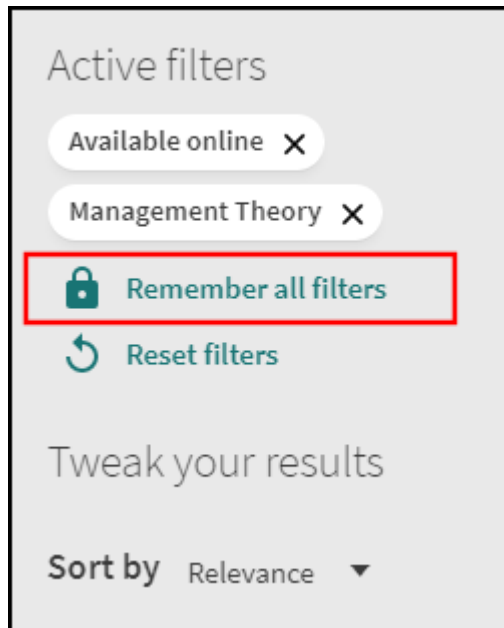 Active filters
Available online
Management Theory
Remember all filters
Reset filters
Tweak your results
Sort by Relevance